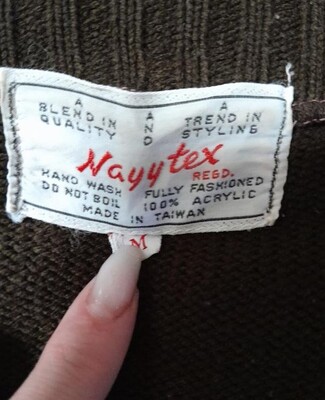 A BLEND IN QUALITY
AND
A TREND IN STYLING
Nayytex
REGD.
HAND WASH FULLY FASHIONED
DO NOT BOIL 100% ACRYLIC
MADE IN TAIWAN
M